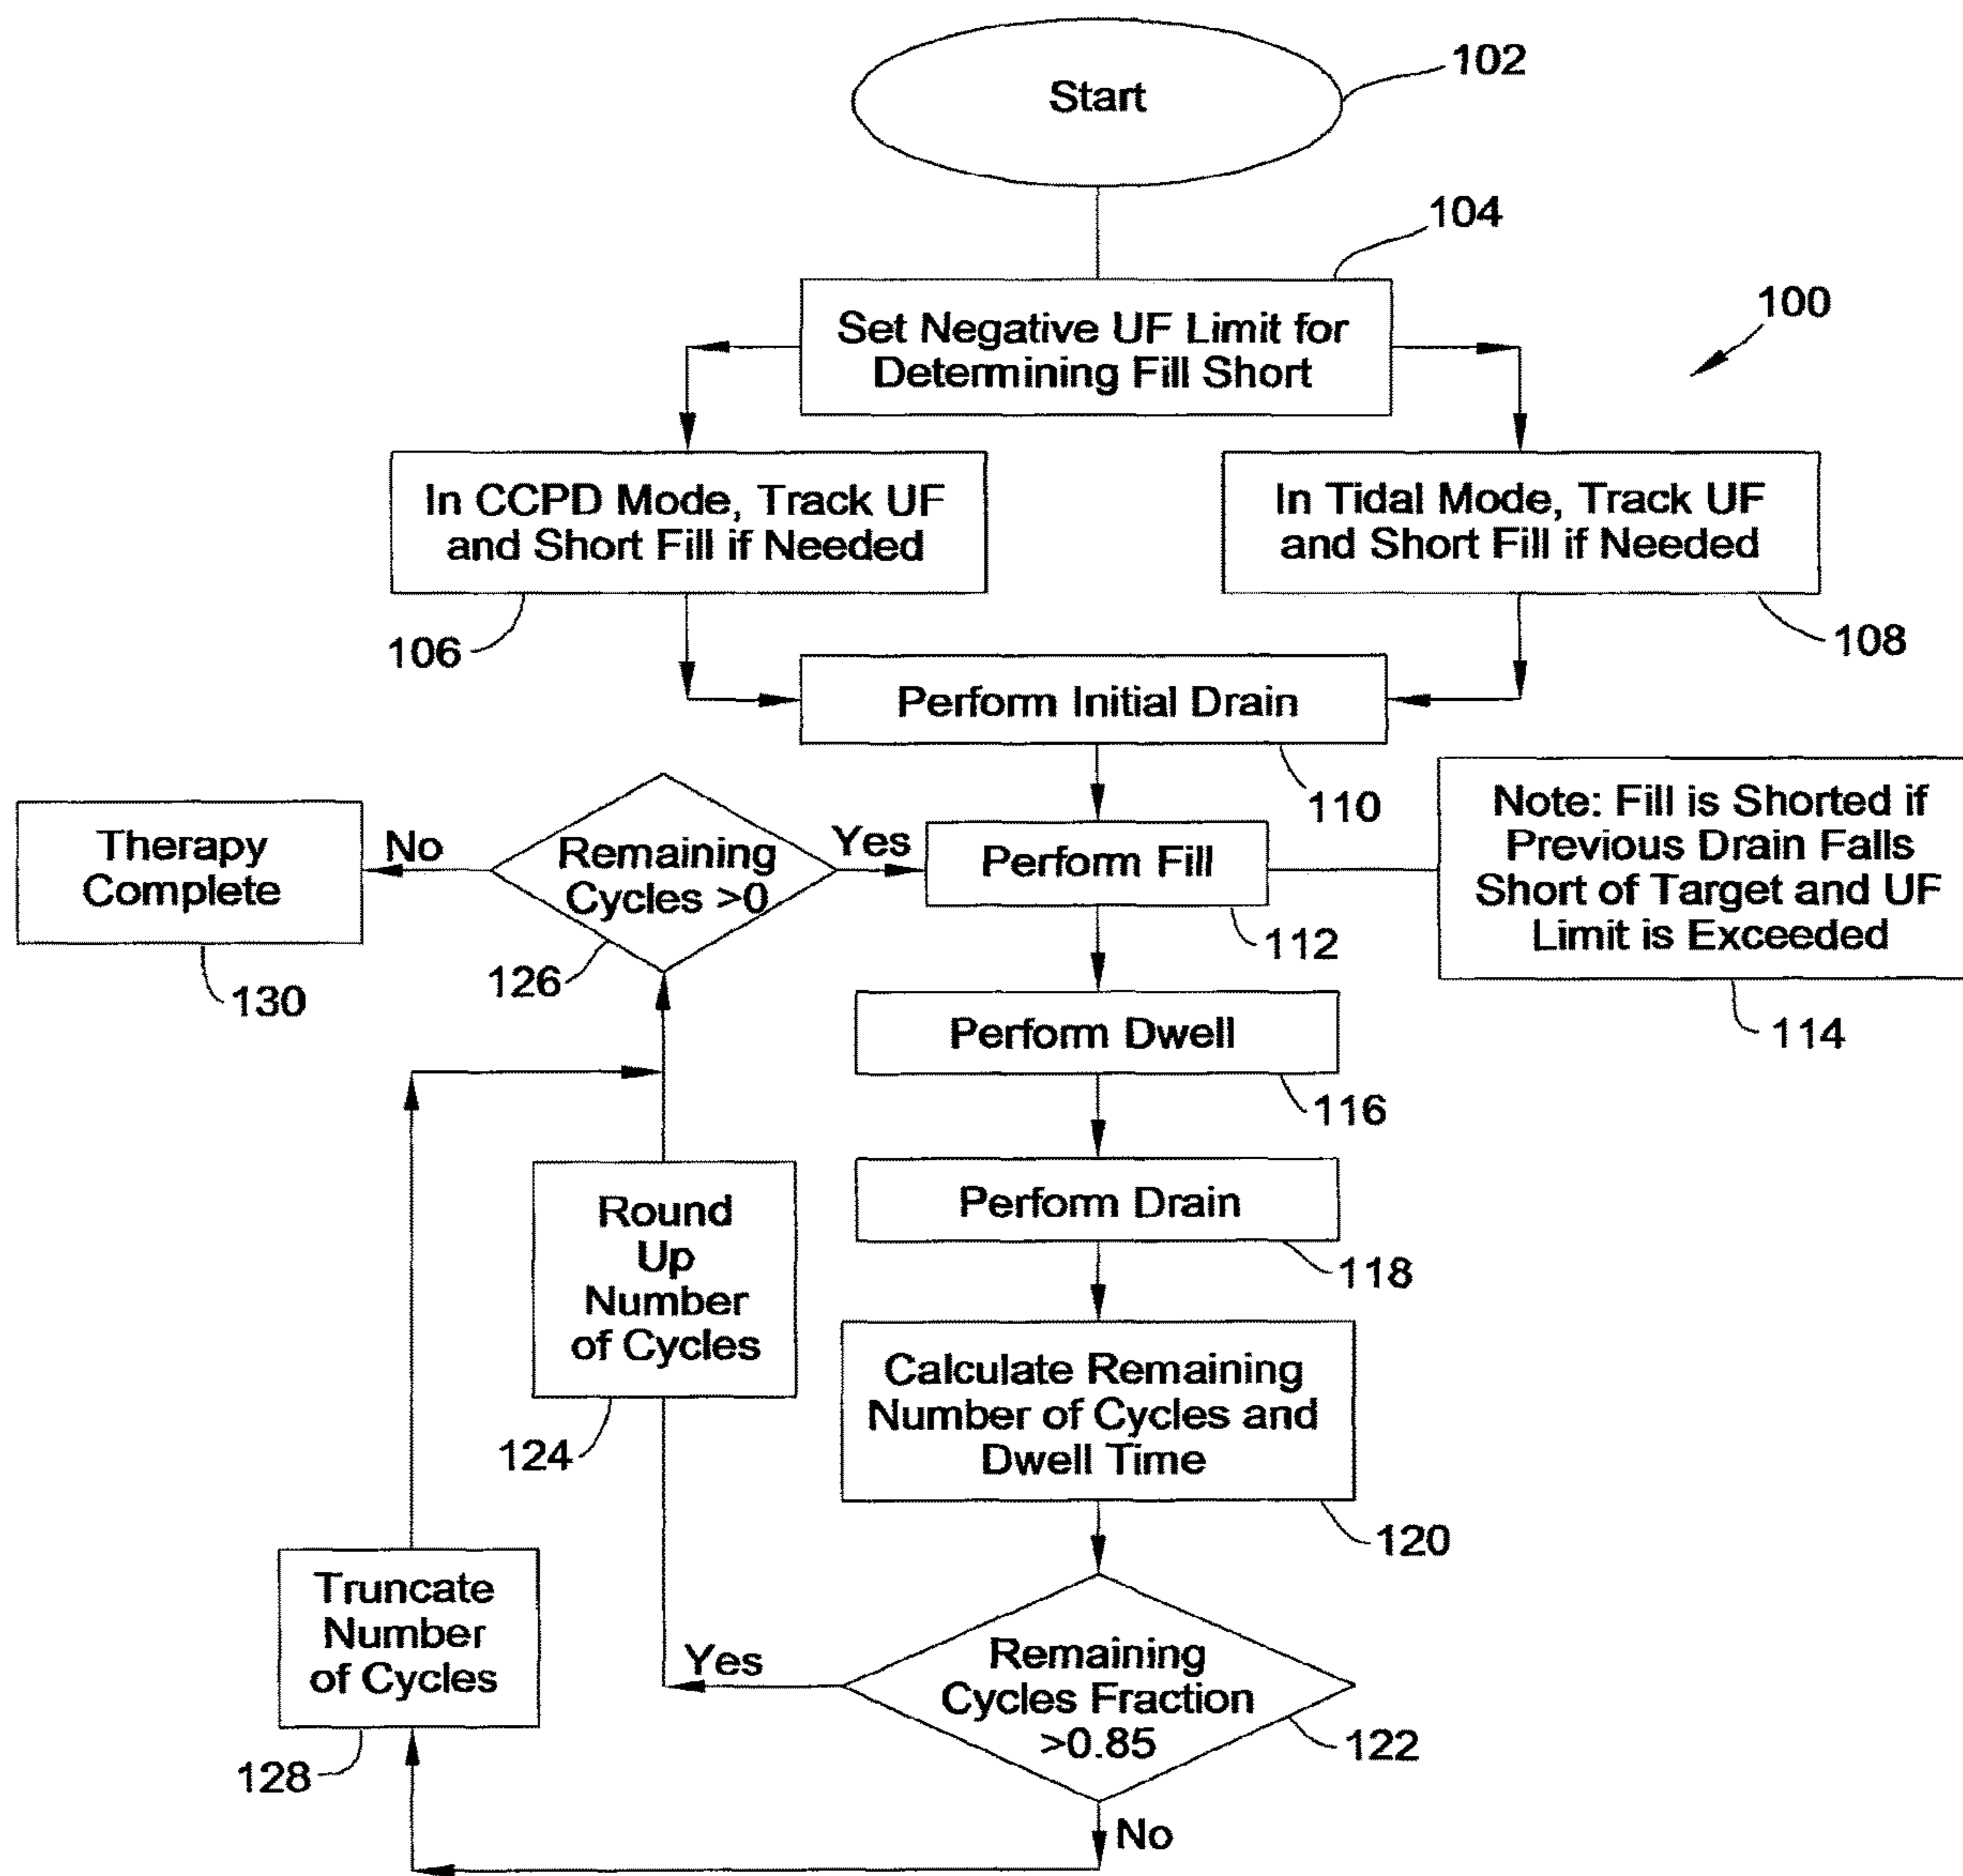 Start
102
104
Set Negative UF Limit for
Determining Fill Short
100
In CCPD Mode, Track UF
and Short Fill if Needed
106
In Tidal Mode, Track UF
and Short Fill if Needed
108
Perform Initial Drain
110
Therapy
Complete
130
No
Remaining
Cycles >0
126
Yes
Perform Fill
112
Note: Fill is Shorted if
Previous Drain Falls
Short of Target and UF
Limit is Exceeded
114
Perform Dwell
116
Perform Drain
118
Round
Up
Number
of Cycles
124
Calculate Remaining
Number of Cycles and
Dwell Time
120
Truncate
Number
of Cycles
128
Yes
Remaining
Cycles Fraction
>0.85
122
No